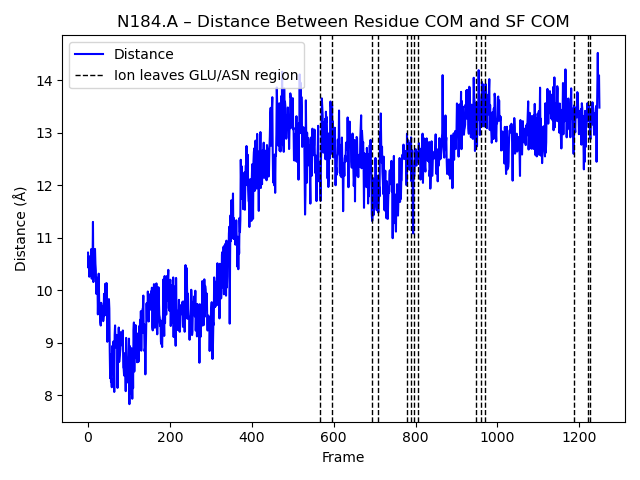 N184.A – Distance Between Residue COM and SF COM
Distance
Ion leaves GLU/ASN region
Distance (Å)
14
13
12
11
10
9
8
0 200 400 600 800 1000 1200
Frame